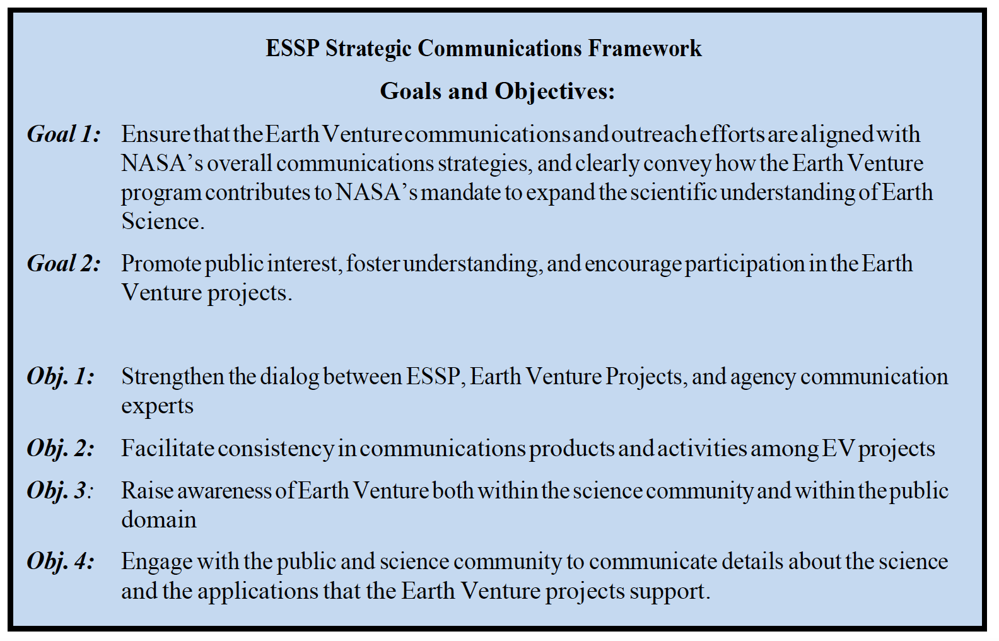 ESSP Strategic Communications Framework
Goals and Objectives:
Goal 1: Ensure that the Earth Venture communications and outreach efforts are aligned with
NASA’s overall communications strategies, and clearly convey how the Earth Venture
program contributes to NASA’s mandate to expand the scientific understanding of Earth
Science.
Goal 2: Promote public interest, foster understanding, and encourage participation in the Earth
Venture projects.
Obj. 1: Strengthen the dialog between ESSP, Earth Venture Projects, and agency communication
experts
Obj. 2: Facilitate consistency in communications products and activities among EV projects
Obj. 3: Raise awareness of Earth Venture both within the science community and within the public
domain
Obj. 4: Engage with the public and science community to communicate details about the science
and the applications that the Earth Venture projects support.